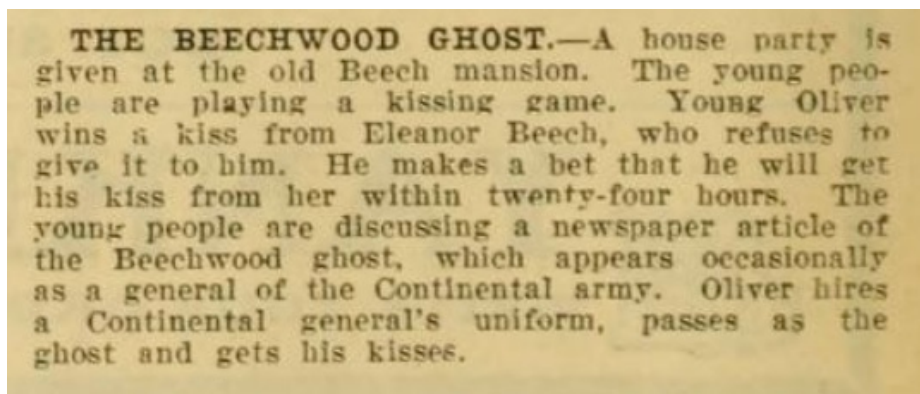 THE BEECHWOOD GHOST.—A house party is
given at the old Beech mansion. The young peo-
ple are playing a kissing game. Young Oliver
wins a kiss from Eleanor Beech, who refuses to
give it to him. He makes a bet that he will get
his kiss from her within twenty-four hours. The
young people are discussing a newspaper article of
the Beechwood ghost, which appears occasionally
as a general of the Continental army. Oliver hires
a Continental general's uniform, passes as the
ghost and gets his kisses.